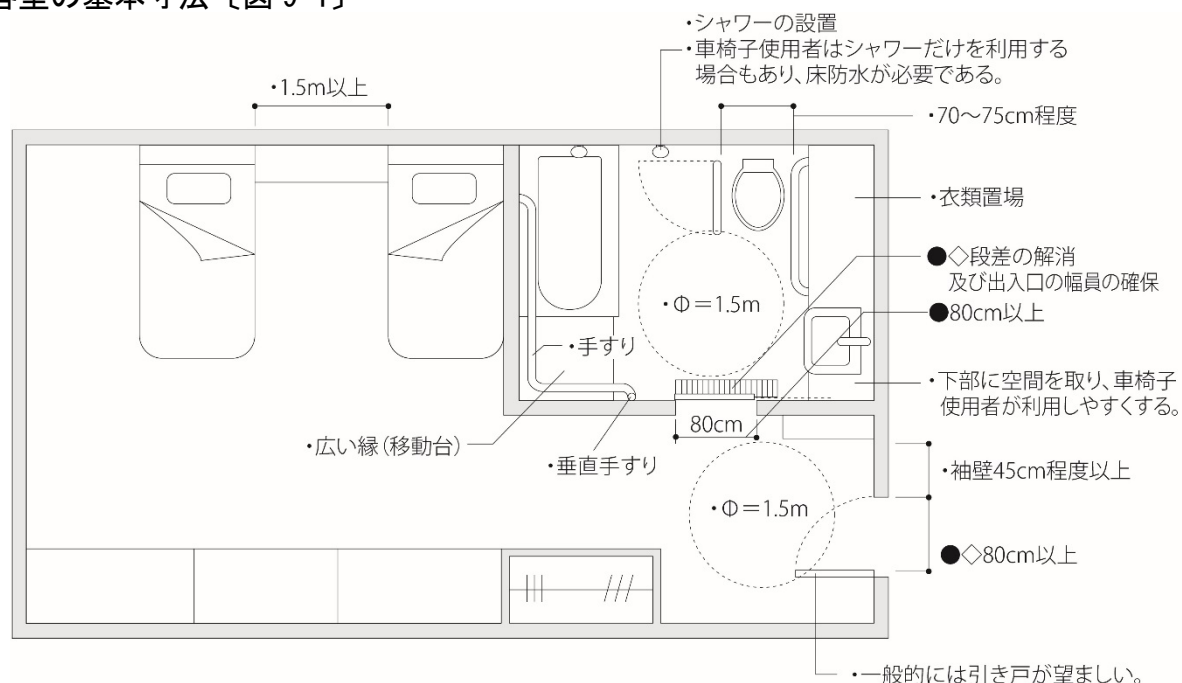 客室の基本寸法〔図 9-1〕
・シャワーの設置
・車椅子使用者はシャワーだけを利用する
場合もあり、床防水が必要である。
・1.5m以上
・70～75cm程度
・衣類置場
●◇段差の解消
及び出入口の幅員の確保
・Φ＝1.5m
●80cm以上
・手すり
・下部に空間を取り、車椅子
使用者が利用しやすくする。
80cm
・広い縁（移動台）
・垂直手すり
・袖壁45cm程度以上
・Φ＝1.5m
●◇80cm以上
・一般的には引き戸が望ましい。